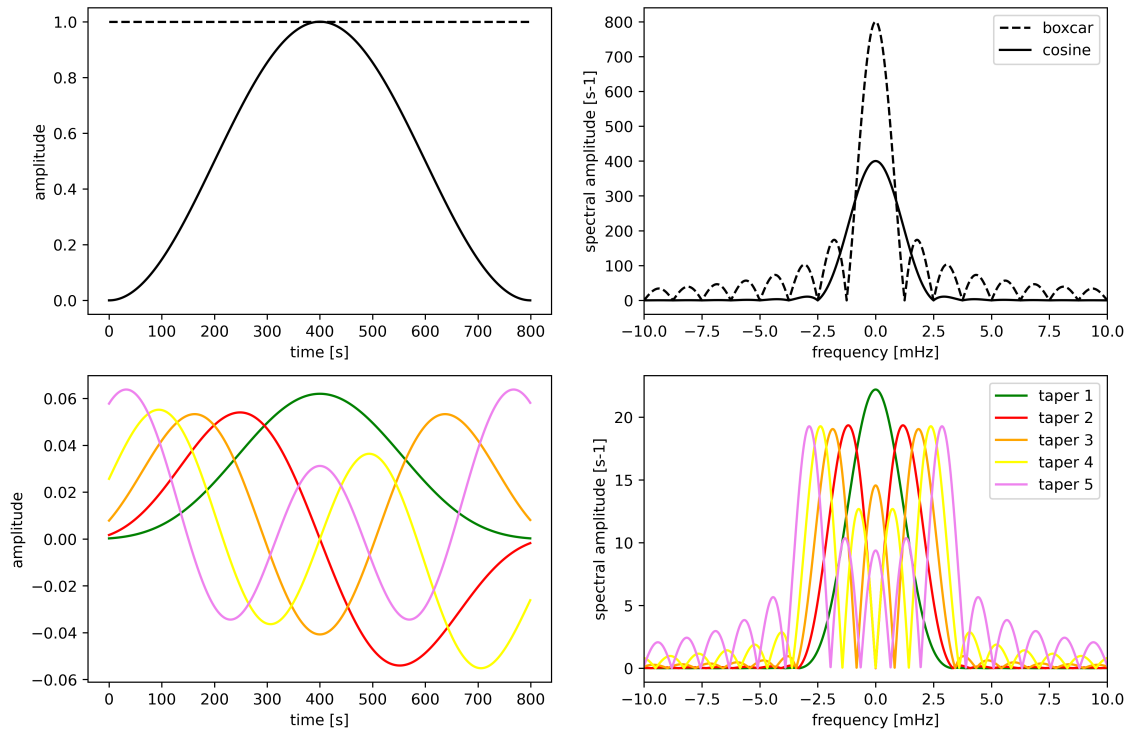 amplitude
1.0
0.8
0.6
0.4
0.2
0.0
0 100 200 300 400 500 600 700 800
time [s]
spectral amplitude [s-1]
800
700
600
500
400
300
200
100
0
boxcar
cosine
−10.0 −7.5 −5.0 −2.5 0.0 2.5 5.0 7.5 10.0
frequency [mHz]
amplitude
0.06
0.04
0.02
0.00
−0.02
−0.04
−0.06
0 100 200 300 400 500 600 700 800
time [s]
spectral amplitude [s-1]
20
15
10
5
0
taper 1
taper 2
taper 3
taper 4
taper 5
−10.0 −7.5 −5.0 −2.5 0.0 2.5 5.0 7.5 10.0
frequency [mHz]